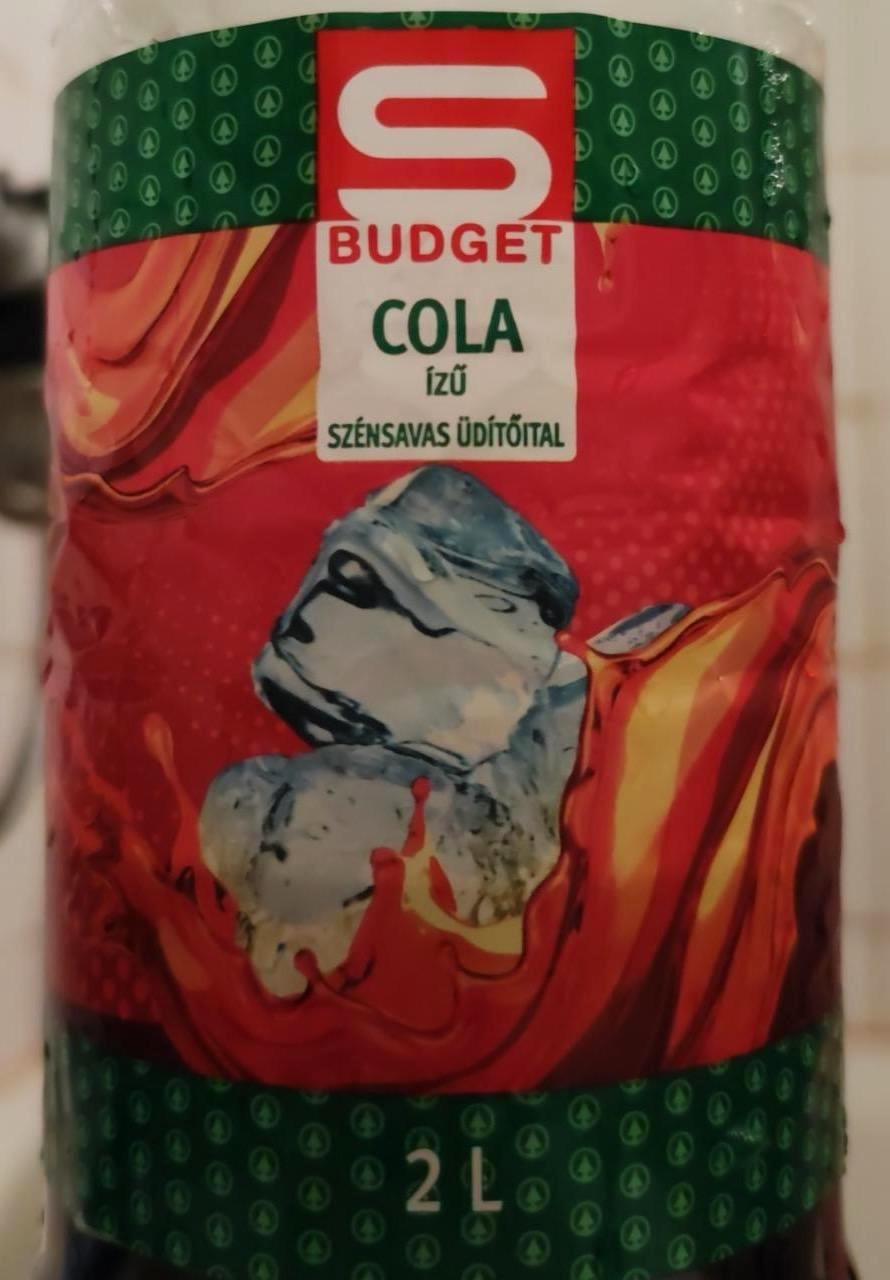 S
BUDGET
COLA
ÍZŰ
SZÉNSAVAS ÜDÍTŐITAL
2 L